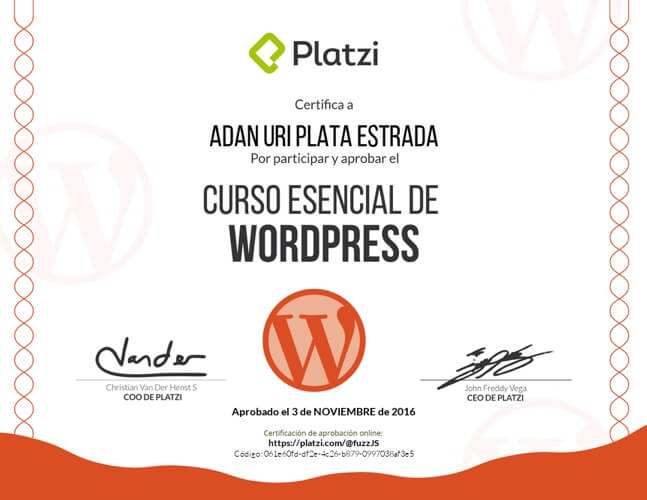 Platzi
Certifica a
ADAN URI PLATA ESTRADA
Por participar y aprobar el
CURSO ESENCIAL DE
WORDPRESS
Vander
Christian Van Der Henst S
COO DE PLATZI
John Freddy Vega
CEO DE PLATZI
Aprobado el 3 de NOVIEMBRE de 2016
Certificación de aprobación online:
https://platzi.com/@fuzzJS
Código: 061e60fd-df2e-4c26-b879-0997038af3e5